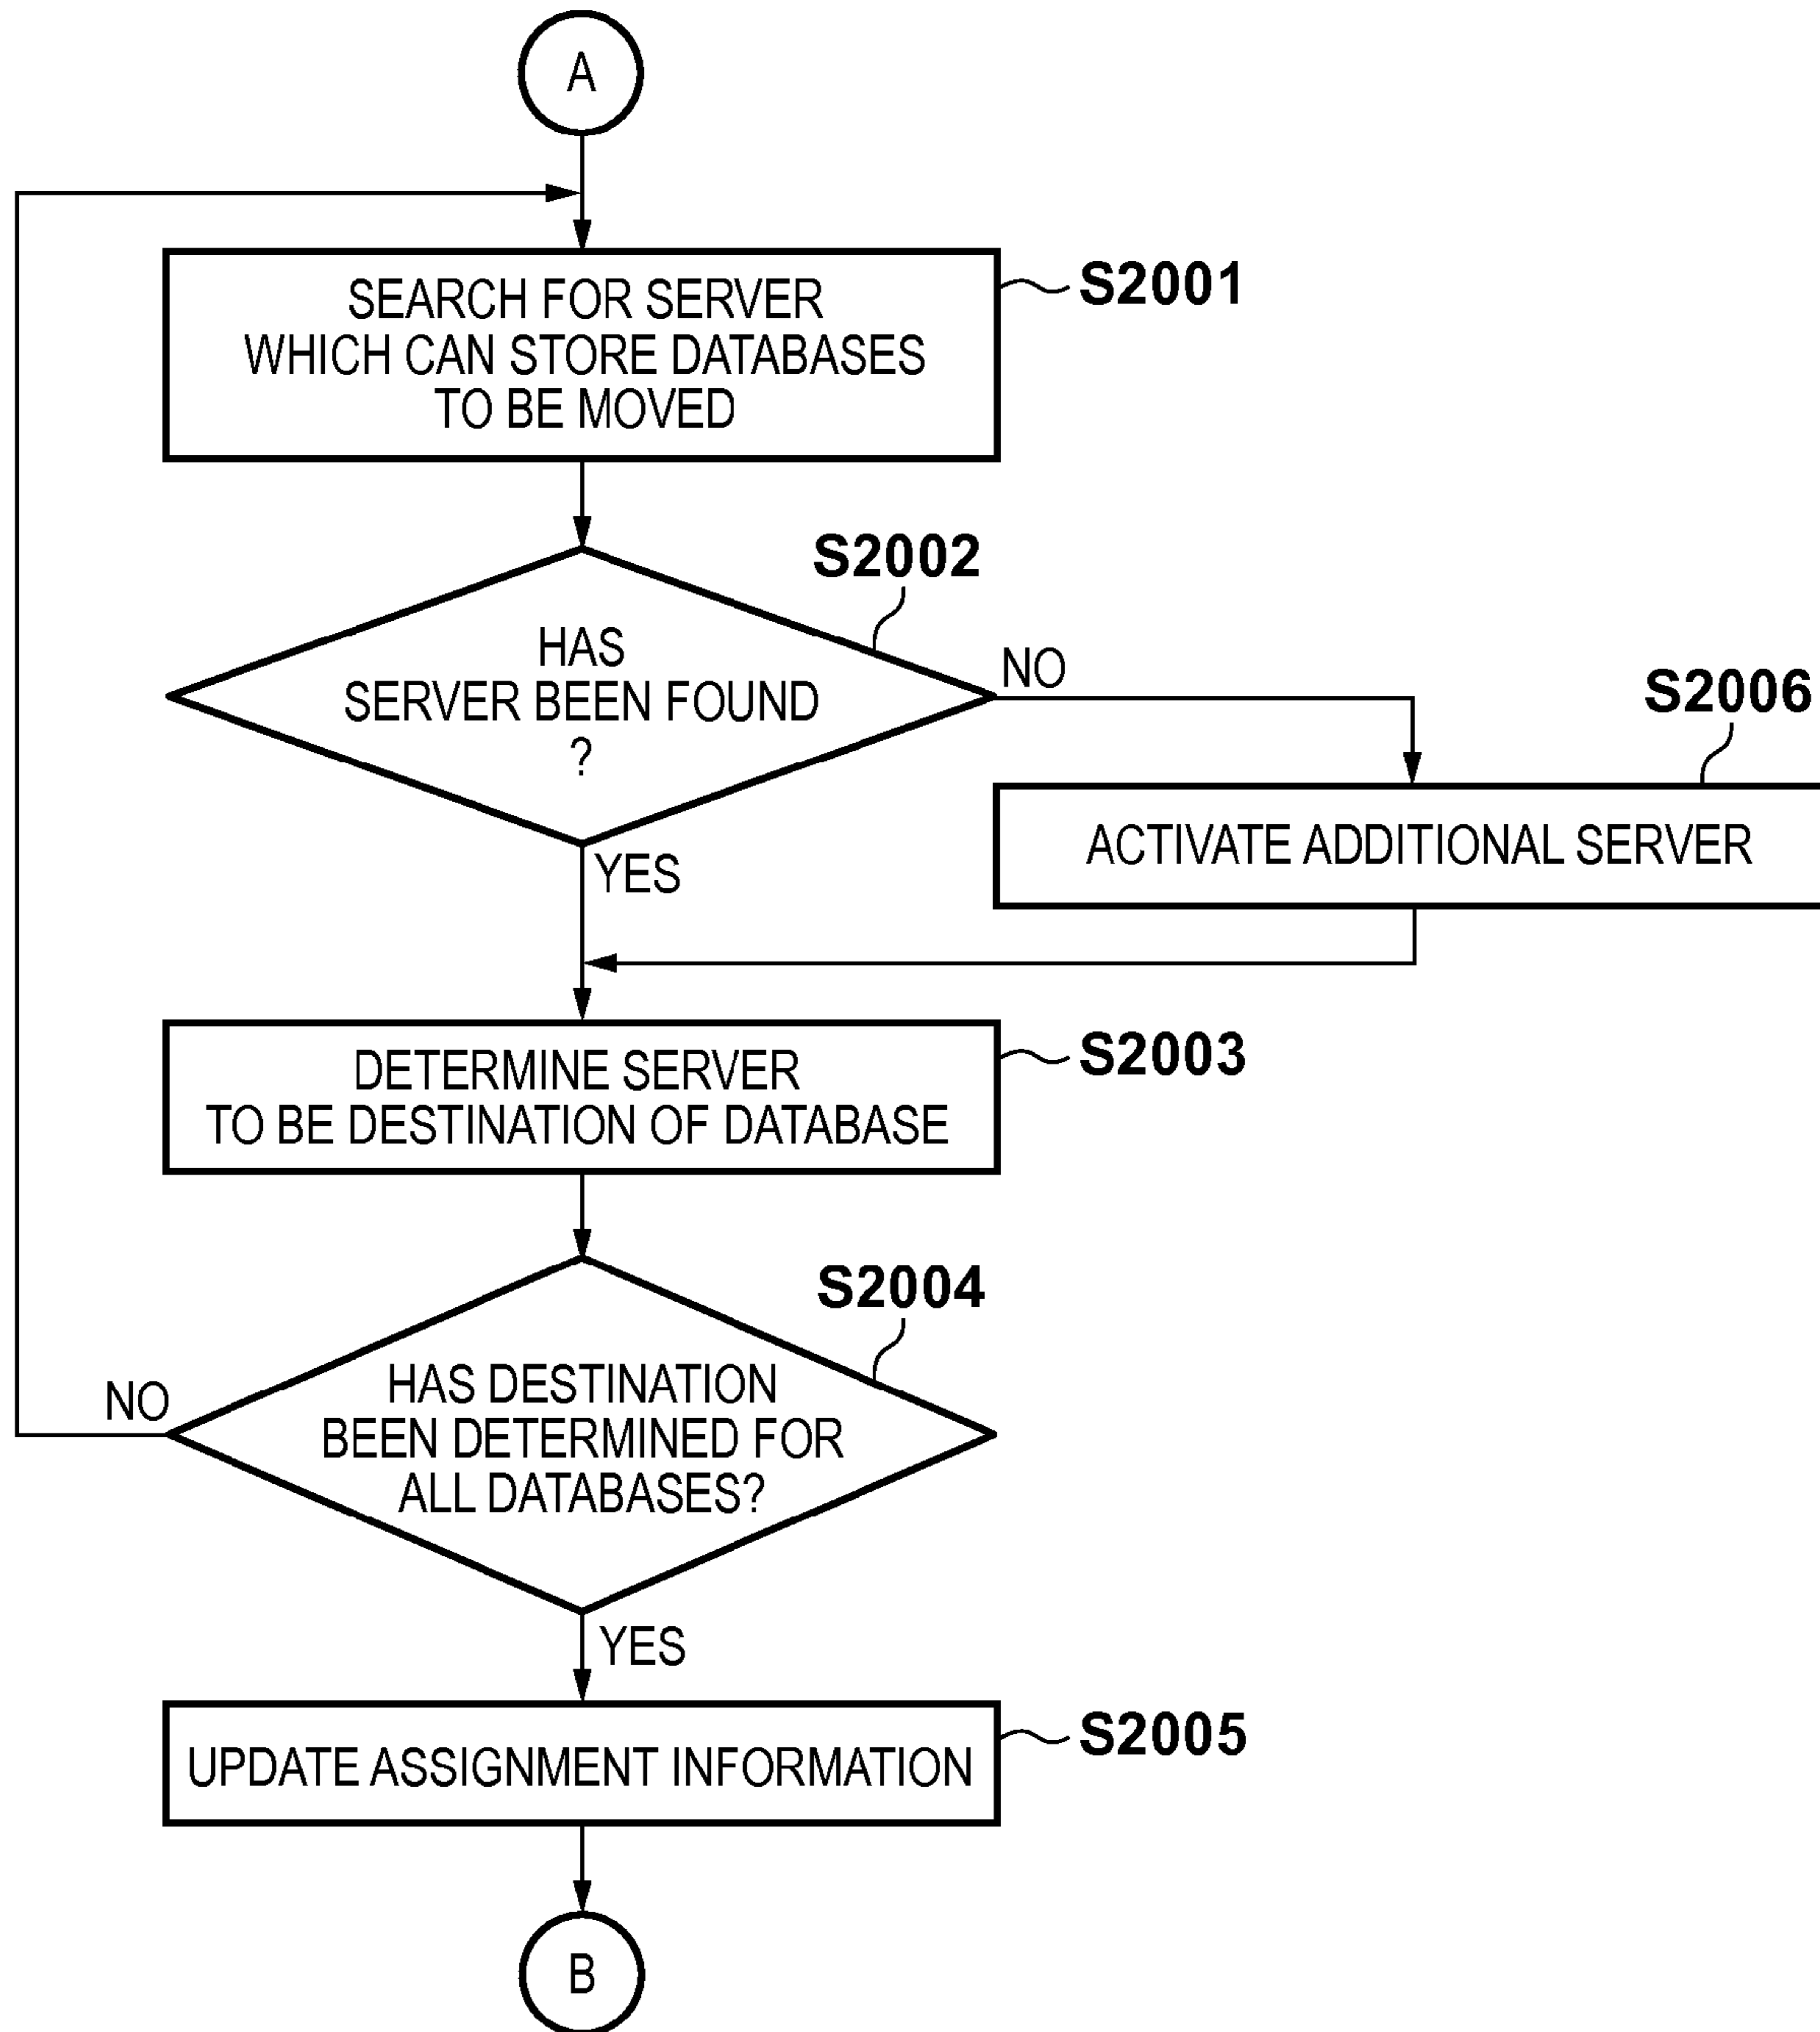 A
SEARCH FOR SERVER
WHICH CAN STORE DATABASES
TO BE MOVED
S2001
S2002
HAS
SERVER BEEN FOUND
?
NO
YES
S2006
ACTIVATE ADDITIONAL SERVER
DETERMINE SERVER
TO BE DESTINATION OF DATABASE
S2003
S2004
HAS DESTINATION
BEEN DETERMINED FOR
ALL DATABASES?
NO
YES
UPDATE ASSIGNMENT INFORMATION
S2005
B